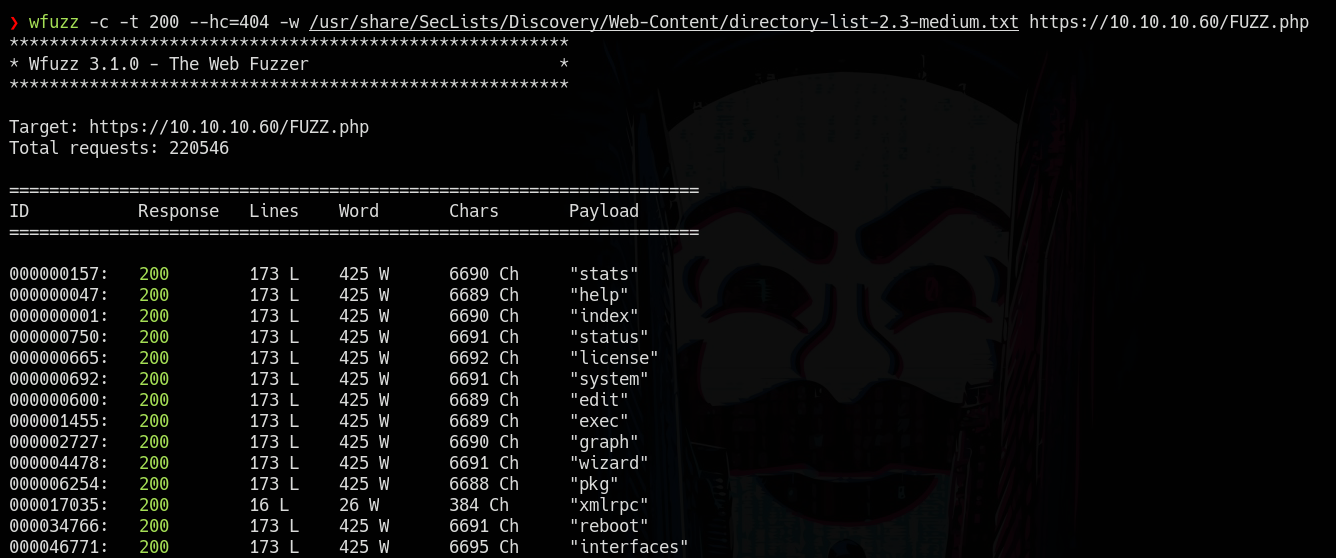 ❯ wfuzz -c -t 200 --hc=404 -w /usr/share/SecLists/Discovery/Web-Content/directory-list-2.3-medium.txt https://10.10.10.60/FUZZ.php
********************************************************
* Wfuzz 3.1.0 - The Web Fuzzer                         *
********************************************************

Target: https://10.10.10.60/FUZZ.php
Total requests: 220546

=====================================================================
ID           Response   Lines    Word       Chars       Payload
=====================================================================

000000157:   200        173 L    425 W      6690 Ch     "stats"
000000047:   200        173 L    425 W      6689 Ch     "help"
000000001:   200        173 L    425 W      6690 Ch     "index"
000000750:   200        173 L    425 W      6691 Ch     "status"
000000665:   200        173 L    425 W      6692 Ch     "license"
000000692:   200        173 L    425 W      6691 Ch     "system"
000000600:   200        173 L    425 W      6689 Ch     "edit"
000001455:   200        173 L    425 W      6689 Ch     "exec"
000002727:   200        173 L    425 W      6690 Ch     "graph"
000004478:   200        173 L    425 W      6691 Ch     "wizard"
000006254:   200        173 L    425 W      6688 Ch     "pkg"
000017035:   200        16 L     26 W       384 Ch      "xmlrpc"
000034766:   200        173 L    425 W      6691 Ch     "reboot"
000046771:   200        173 L    425 W      6695 Ch     "interfaces"